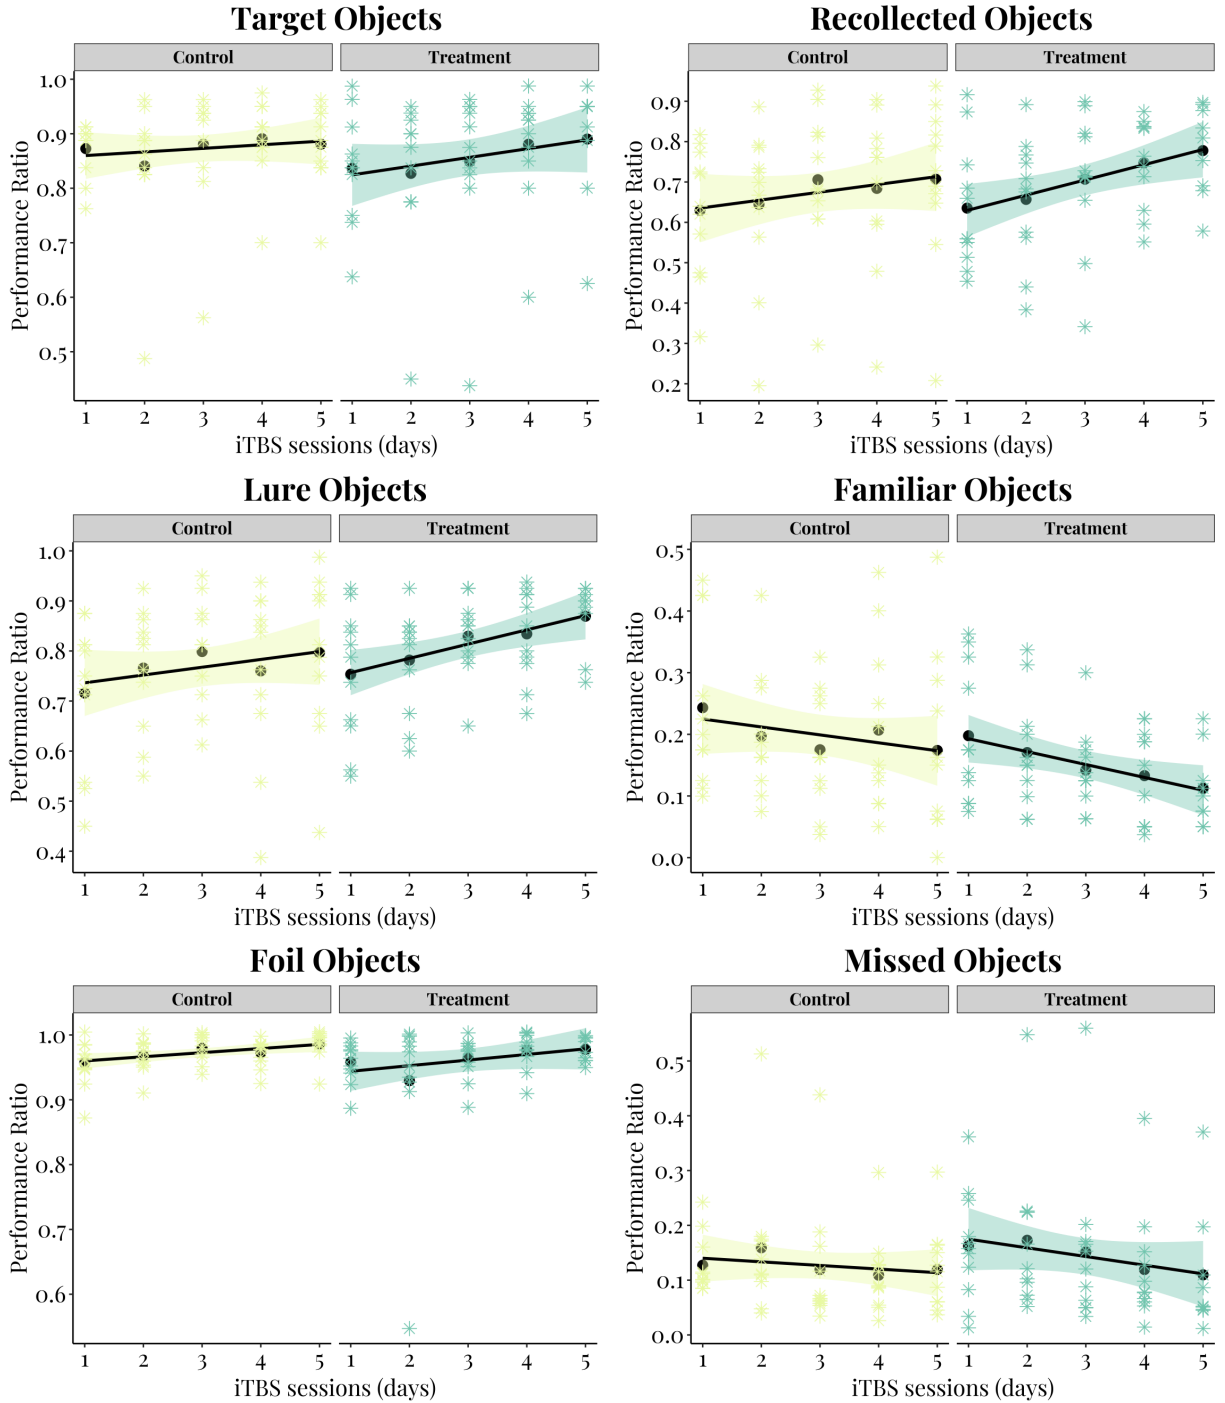 Target Objects
Control Treatment
Performance Ratio
1.0
0.9
0.8
0.7
0.6
0.5
1 2 3 4 5 1 2 3 4 5
iTBS sessions (days)
Recollected Objects
Control Treatment
Performance Ratio
0.9
0.8
0.7
0.6
0.5
0.4
0.3
0.2
1 2 3 4 5 1 2 3 4 5
iTBS sessions (days)
Lure Objects
Control Treatment
Performance Ratio
1.0
0.9
0.8
0.7
0.6
0.5
0.4
1 2 3 4 5 1 2 3 4 5
iTBS sessions (days)
Familiar Objects
Control Treatment
Performance Ratio
0.5
0.4
0.3
0.2
0.1
0.0
1 2 3 4 5 1 2 3 4 5
iTBS sessions (days)
Foil Objects
Control Treatment
Performance Ratio
1.0
0.9
0.8
0.7
0.6
1 2 3 4 5 1 2 3 4 5
iTBS sessions (days)
Missed Objects
Control Treatment
Performance Ratio
0.5
0.4
0.3
0.2
0.1
0.0
1 2 3 4 5 1 2 3 4 5
iTBS sessions (days)